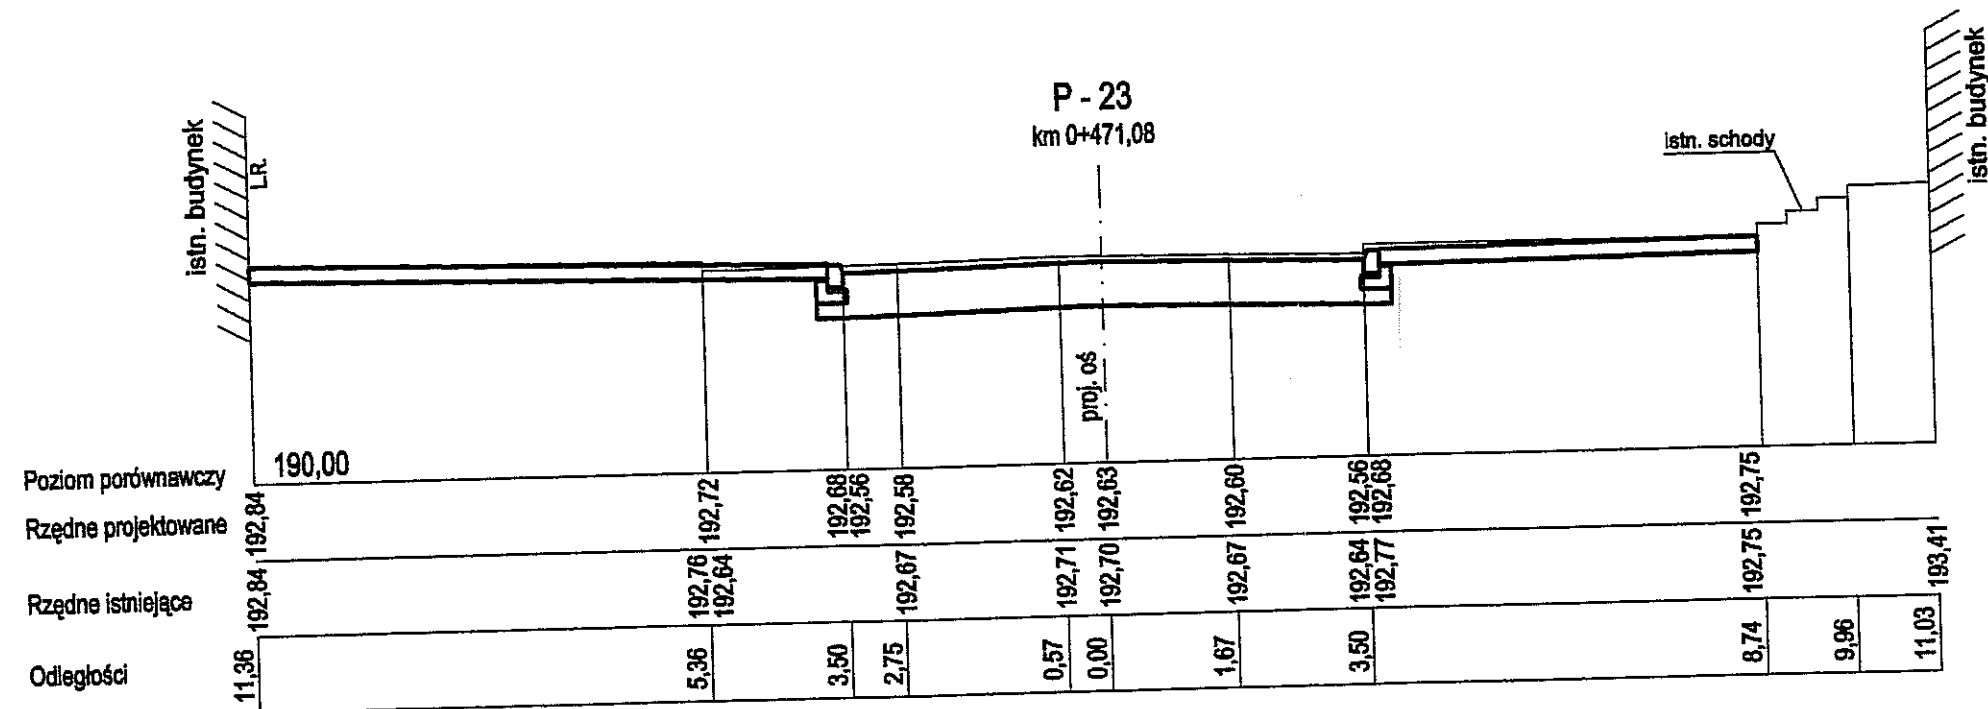 P - 23
km 0+471,08
istn. budynek
L.R.
istn. schody
istn. budynek
proj. oś
190,00
Poziom porównawczy
Rzędne projektowane
192,84 192,72 192,68 192,56 192,58 192,62 192,63 192,60 192,56 192,68 192,75
Rzędne istniejące
192,84 192,76 192,64 192,67 192,71 192,70 192,67 192,64 192,77 192,75 193,41
Odległości
11,36 5,36 3,50 2,75 0,57 0,00 1,67 3,50 8,74 9,96 11,03